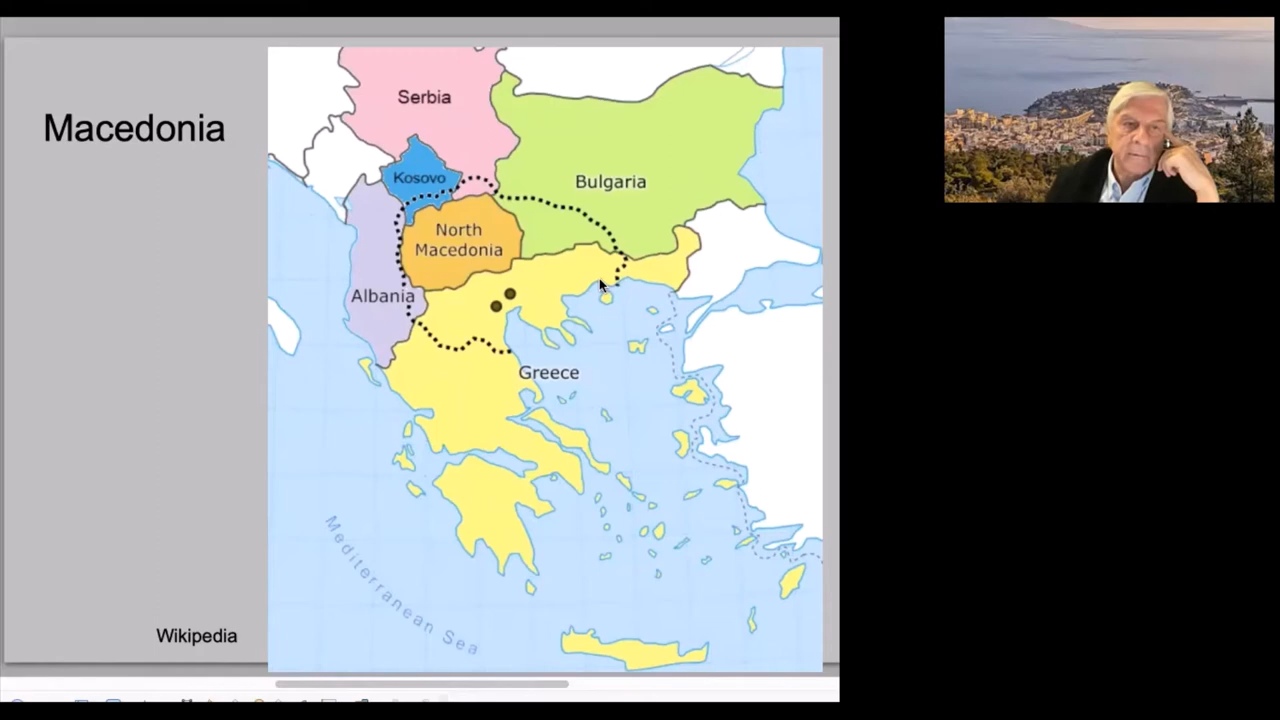 Macedonia
Serbia
Kosovo
Bulgaria
North
Macedonia
Albania
Greece
Mediterranean Sea
Wikipedia